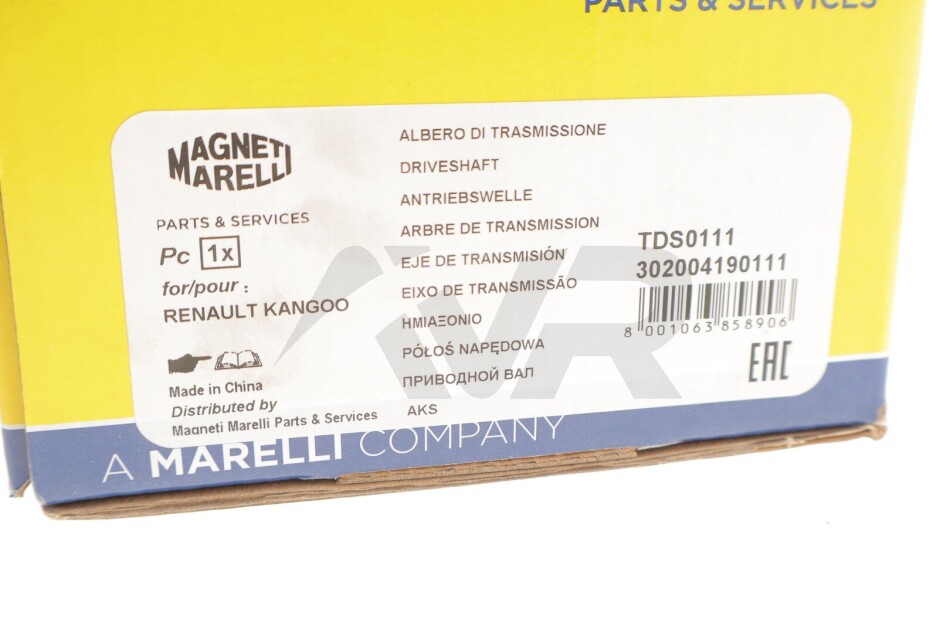 PARTS & SERVICES
MAGNETI
MARELLI
PARTS & SERVICES
Pc 1x
for/pour :
RENAULT KANGOO
Made in China
Distributed by
Magneti Marelli Parts & Services
ALBERO DI TRASMISSIONE
DRIVESHAFT
ANTRIEBSWELLE
ARBRE DE TRANSMISSION
EJE DE TRANSMISIÓN
EIXO DE TRANSMISSÃO
ΗΜΙΑΞΟΝΙΟ
PÓŁOŚ NAPĘDOWA
ПРИВОДНОЙ ВАЛ
AKS
TDS0111
302004190111
8 001063 858906
EAC
AVR
A MARELLI COMPANY